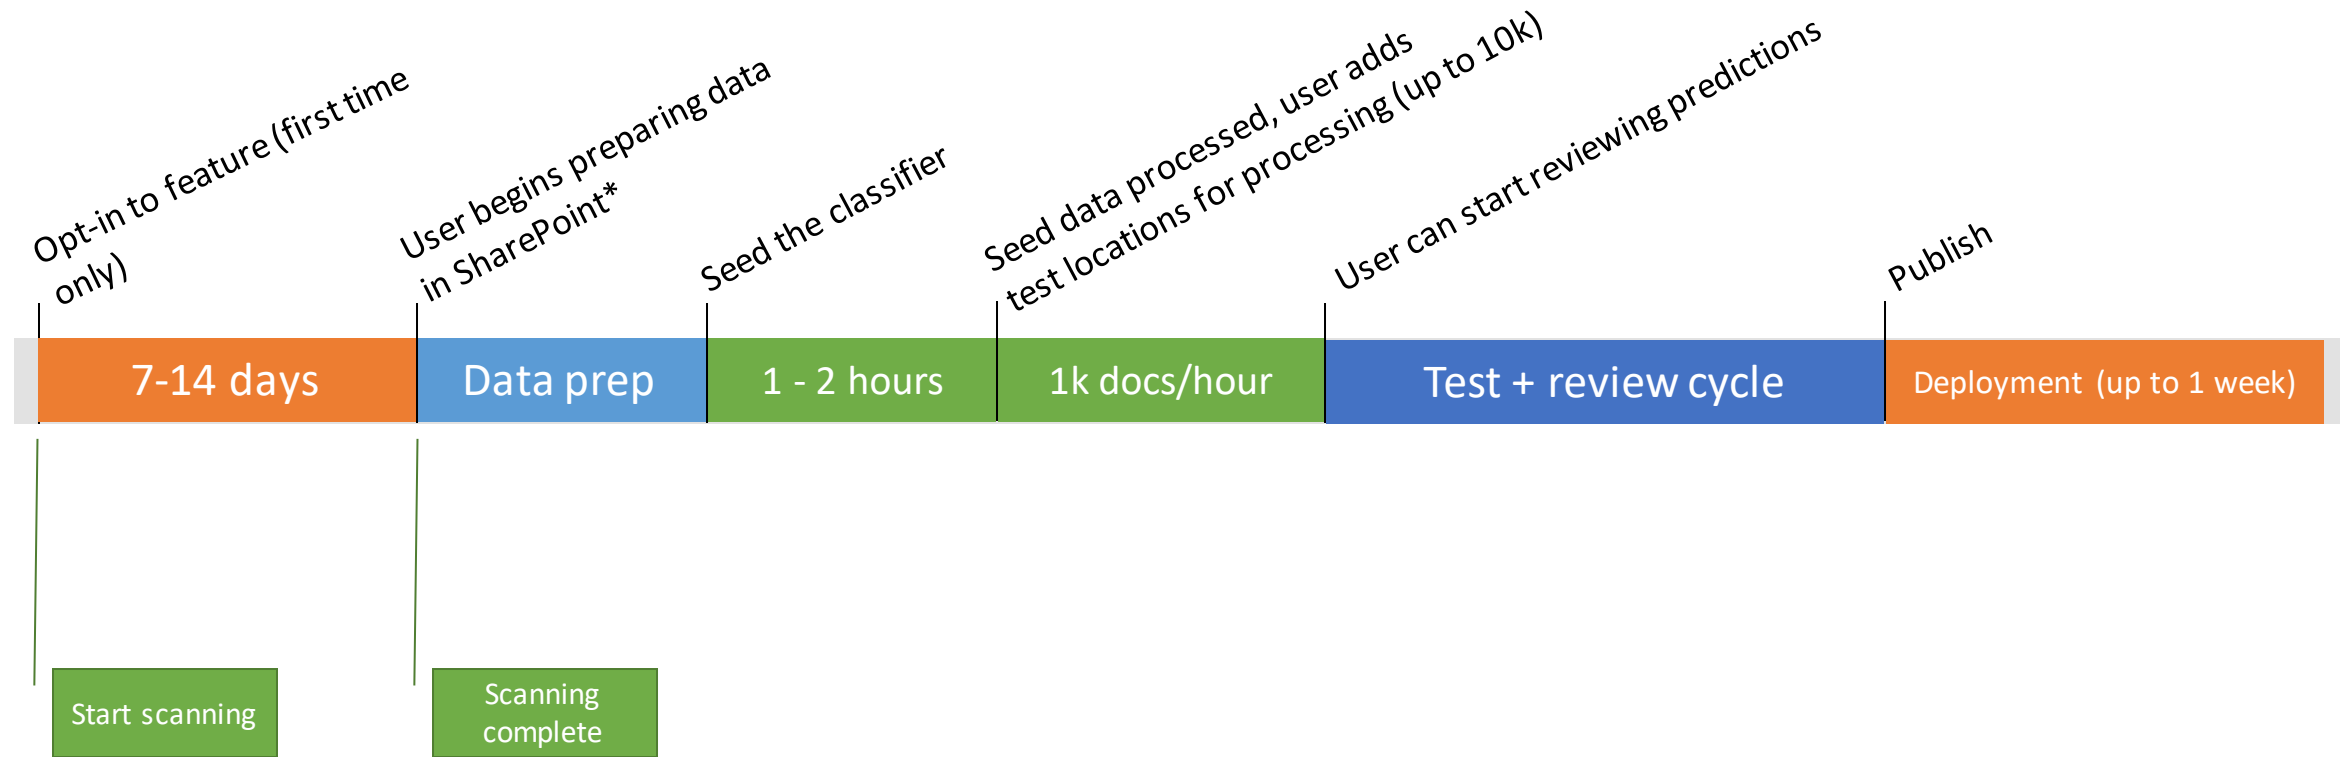 Opt-in to feature (first time
only)
User begins preparing data
in SharePoint*
Seed the classifier
Seed data processed, user adds
test locations for processing (up to 10k)
User can start reviewing predictions
Publish
7-14 days
Data prep
1 - 2 hours
1k docs/hour
Test + review cycle
Deployment (up to 1 week)
Start scanning
Scanning
complete